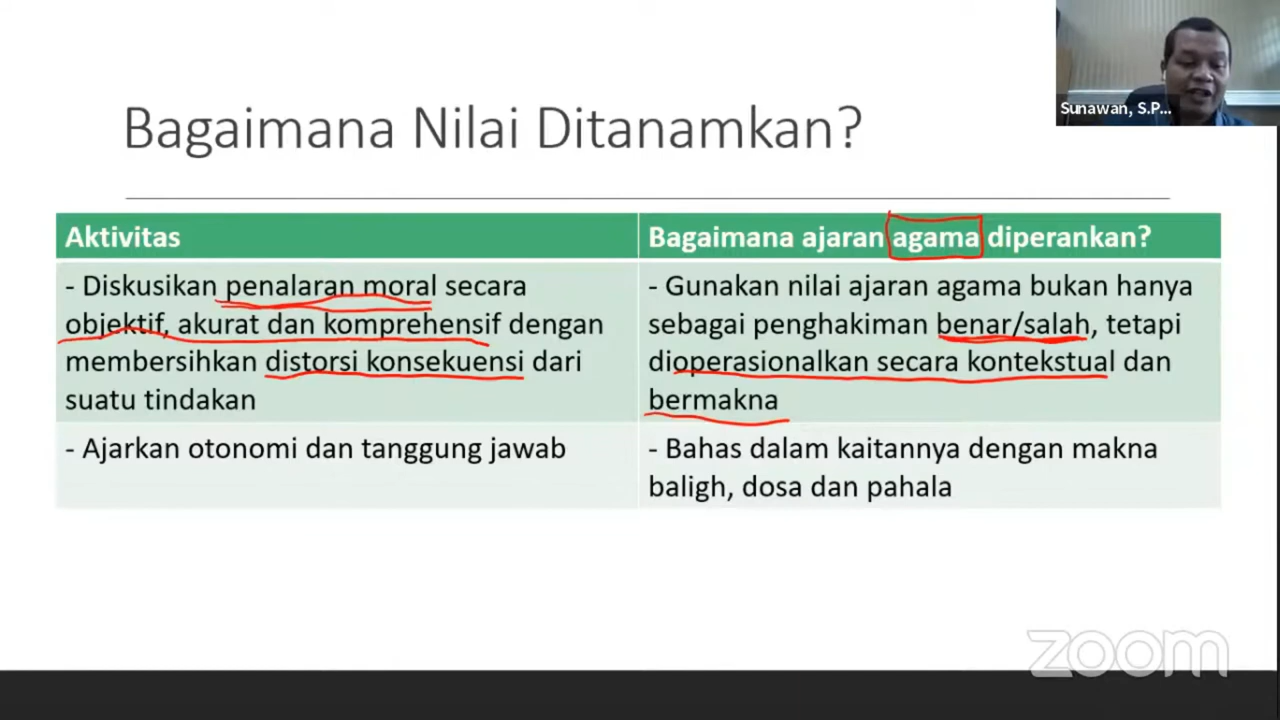 Sunawan, S.P...
Bagaimana Nilai Ditanamkan?
Aktivitas
Bagaimana ajaran agama diperankan?
- Diskusikan penalaran moral secara
objektif, akurat dan komprehensif dengan
membersihkan distorsi konsekuensi dari
suatu tindakan
- Gunakan nilai ajaran agama bukan hanya
sebagai penghakiman benar/salah, tetapi
dioperasionalkan secara kontekstual dan
bermakna
- Ajarkan otonomi dan tanggung jawab
- Bahas dalam kaitannya dengan makna
baligh, dosa dan pahala
zoom